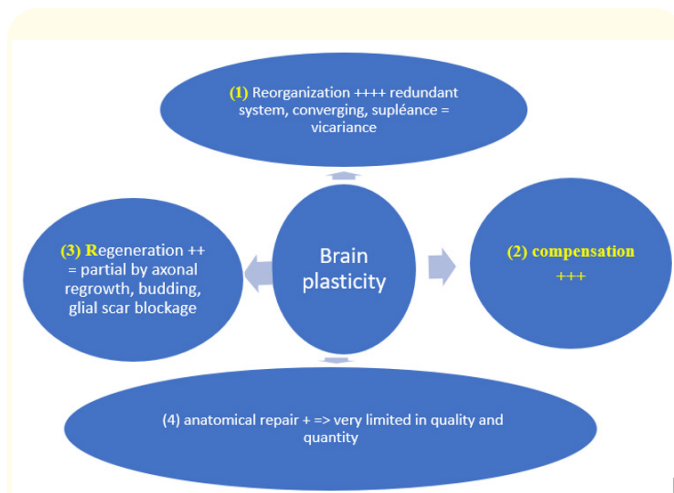 (1) Reorganization ++++ redundant
system, converging, supléance =
vicariance
(3) Regeneration ++
= partial by axonal
regrowth, budding,
glial scar blockage
Brain
plasticity
(2) compensation
+++
(4) anatomical repair + => very limited in quality and
quantity